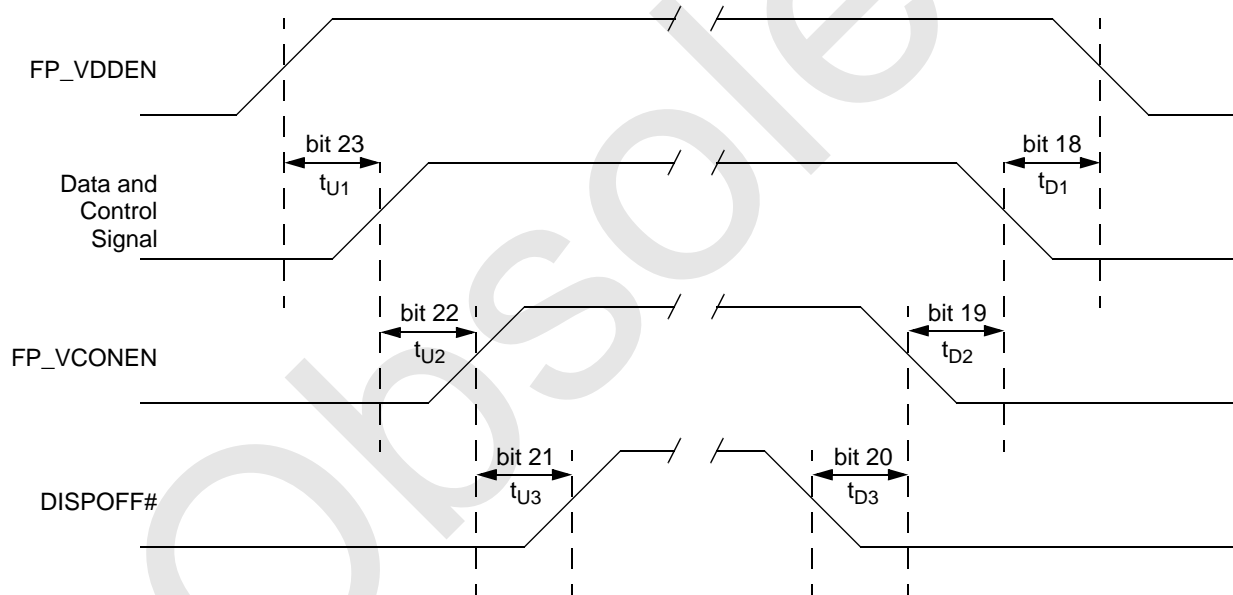 FP_VDDEN
bit 23
tU1
bit 18
tD1
Data and
Control
Signal
bit 22
tU2
bit 19
tD2
FP_VCONEN
bit 21
tU3
bit 20
tD3
DISPOFF#
Obsole